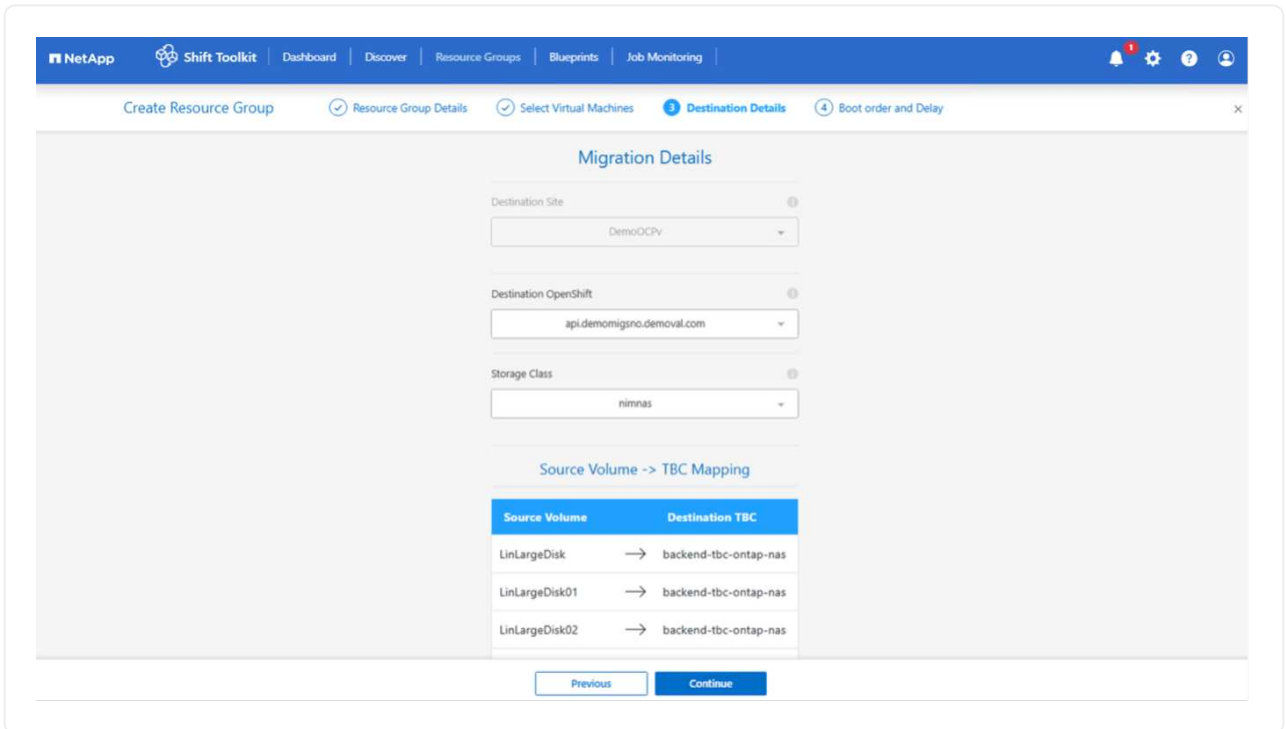 NetApp Shift Toolkit Dashboard Discover Resource Groups Blueprints Job Monitoring 1 ?
Create Resource Group Resource Group Details Select Virtual Machines 3 Destination Details 4 Boot order and Delay
Migration Details
Destination Site
DemoOCPv
Destination OpenShift
api.demomigsno.demoval.com
Storage Class
nimnas
Source Volume -> TBC Mapping
Source Volume Destination TBC
LinLargeDisk → backend-tbc-ontap-nas
LinLargeDisk01 → backend-tbc-ontap-nas
LinLargeDisk02 → backend-tbc-ontap-nas
Previous Continue